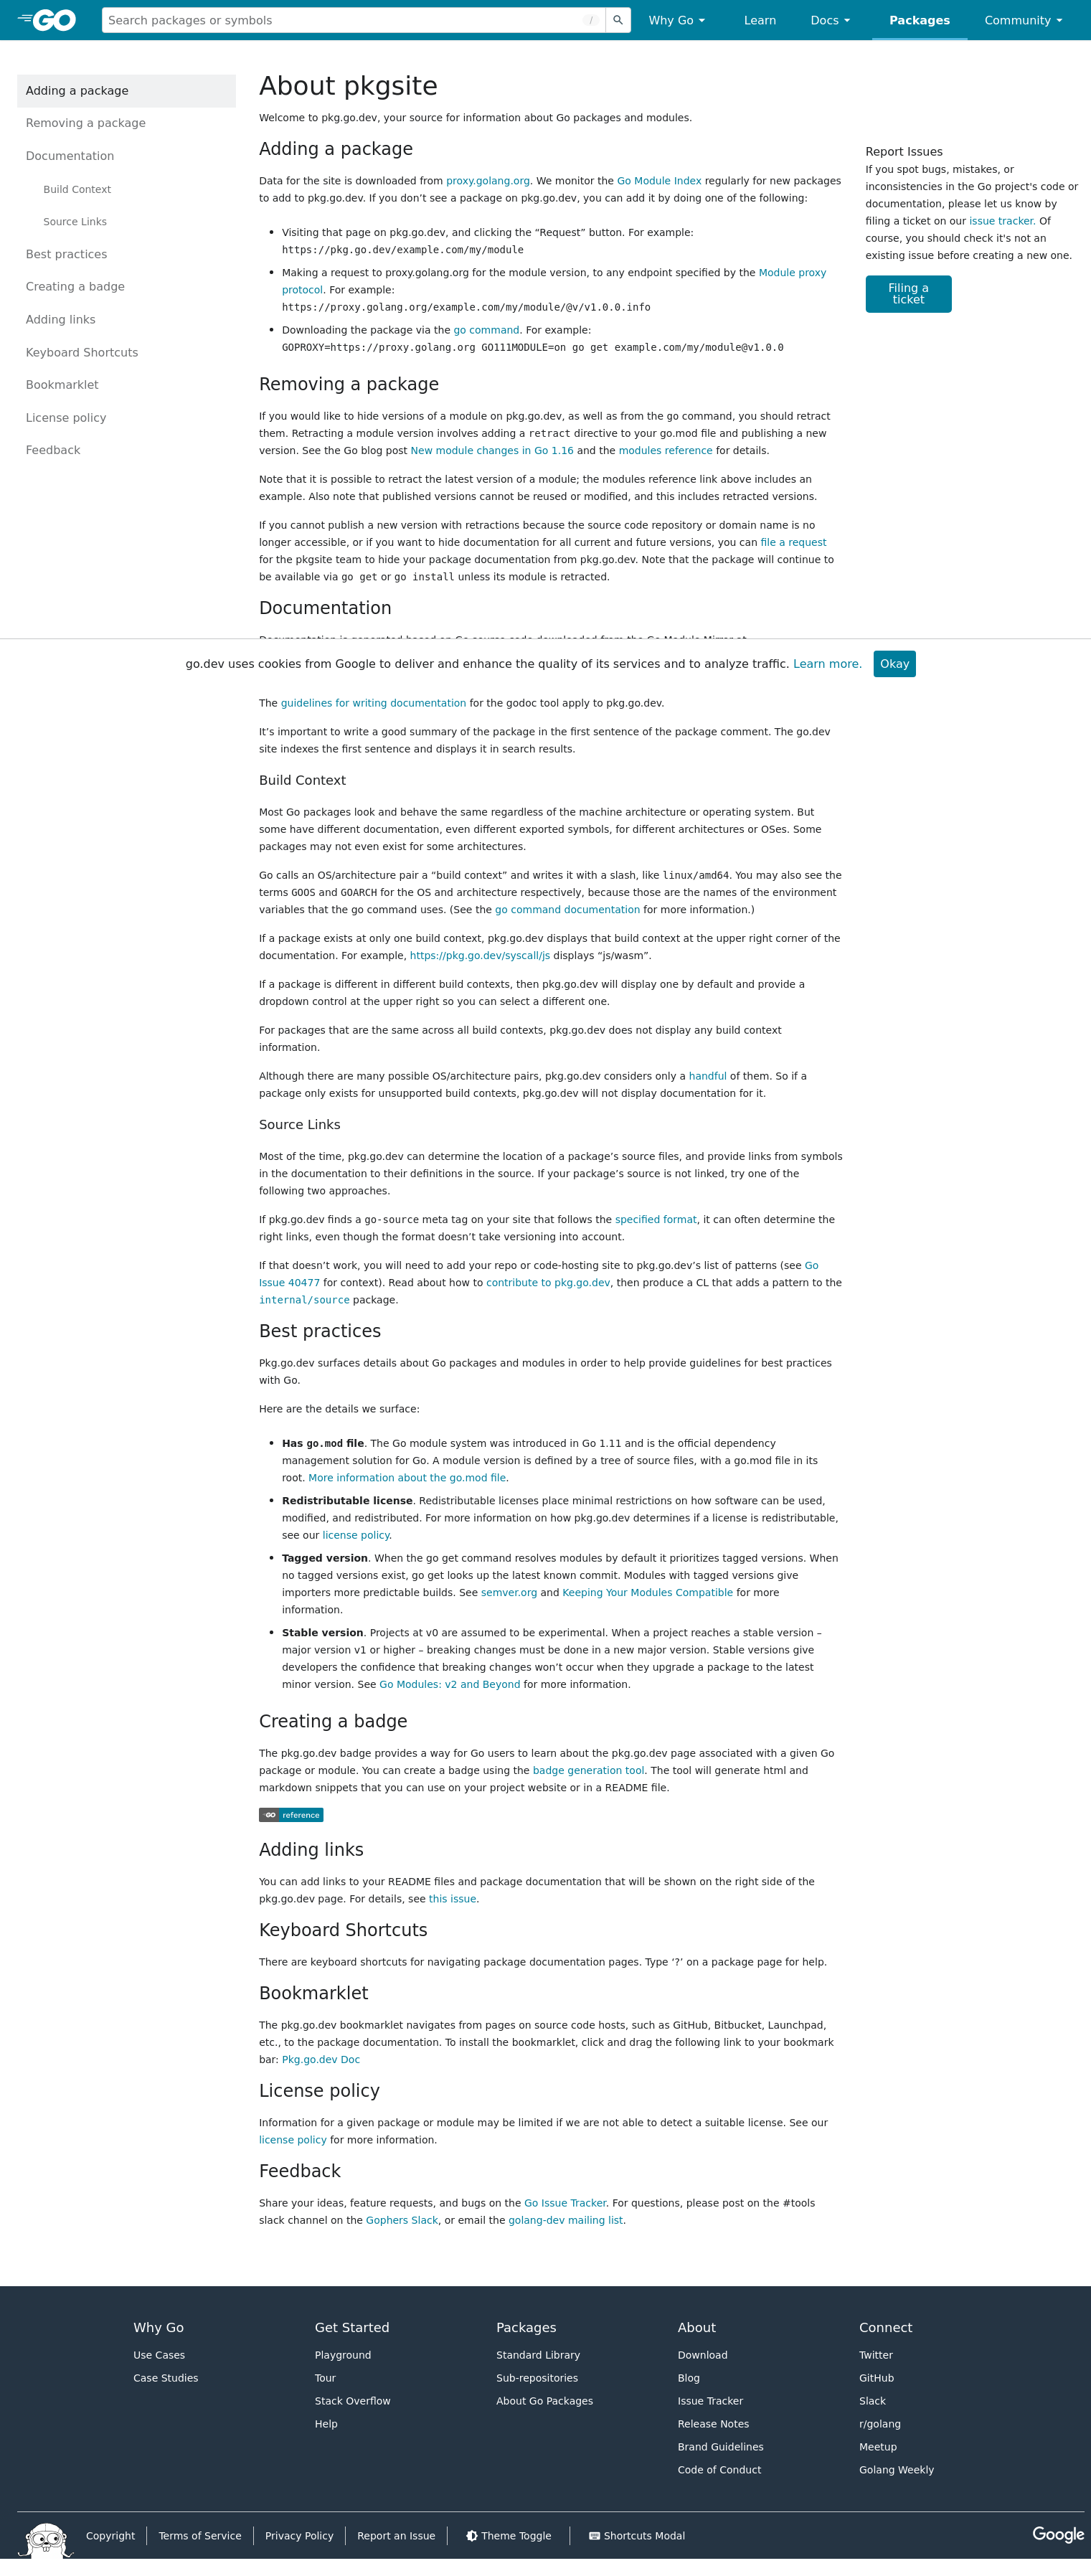 GO
Search packages or symbols
/
Why Go
Learn
Docs
Packages
Community
Adding a package
Removing a package
Documentation
Build Context
Source Links
Best practices
Creating a badge
Adding links
Keyboard Shortcuts
Bookmarklet
License policy
Feedback
About pkgsite
Welcome to pkg.go.dev, your source for information about Go packages and modules.
Adding a package
Data for the site is downloaded from proxy.golang.org. We monitor the Go Module Index regularly for new packages
to add to pkg.go.dev. If you don’t see a package on pkg.go.dev, you can add it by doing one of the following:
• Visiting that page on pkg.go.dev, and clicking the “Request” button. For example:
https://pkg.go.dev/example.com/my/module
• Making a request to proxy.golang.org for the module version, to any endpoint specified by the Module proxy
protocol. For example:
https://proxy.golang.org/example.com/my/module/@v/v1.0.0.info
• Downloading the package via the go command. For example:
GOPROXY=https://proxy.golang.org GO111MODULE=on go get example.com/my/module@v1.0.0
Removing a package
If you would like to hide versions of a module on pkg.go.dev, as well as from the go command, you should retract
them. Retracting a module version involves adding a retract directive to your go.mod file and publishing a new
version. See the Go blog post New module changes in Go 1.16 and the modules reference for details.
Note that it is possible to retract the latest version of a module; the modules reference link above includes an
example. Also note that published versions cannot be reused or modified, and this includes retracted versions.
If you cannot publish a new version with retractions because the source code repository or domain name is no
longer accessible, or if you want to hide documentation for all current and future versions, you can file a request
for the pkgsite team to hide your package documentation from pkg.go.dev. Note that the package will continue to
be available via go get or go install unless its module is retracted.
Documentation
Report Issues
If you spot bugs, mistakes, or
inconsistencies in the Go project's code or
documentation, please let us know by
filing a ticket on our issue tracker. Of
course, you should check it's not an
existing issue before creating a new one.
Filing a
ticket
go.dev uses cookies from Google to deliver and enhance the quality of its services and to analyze traffic. Learn more.
Okay
The guidelines for writing documentation for the godoc tool apply to pkg.go.dev.
It’s important to write a good summary of the package in the first sentence of the package comment. The go.dev
site indexes the first sentence and displays it in search results.
Build Context
Most Go packages look and behave the same regardless of the machine architecture or operating system. But
some have different documentation, even different exported symbols, for different architectures or OSes. Some
packages may not even exist for some architectures.
Go calls an OS/architecture pair a “build context” and writes it with a slash, like linux/amd64. You may also see the
terms GOOS and GOARCH for the OS and architecture respectively, because those are the names of the environment
variables that the go command uses. (See the go command documentation for more information.)
If a package exists at only one build context, pkg.go.dev displays that build context at the upper right corner of the
documentation. For example, https://pkg.go.dev/syscall/js displays “js/wasm”.
If a package is different in different build contexts, then pkg.go.dev will display one by default and provide a
dropdown control at the upper right so you can select a different one.
For packages that are the same across all build contexts, pkg.go.dev does not display any build context
information.
Although there are many possible OS/architecture pairs, pkg.go.dev considers only a handful of them. So if a
package only exists for unsupported build contexts, pkg.go.dev will not display documentation for it.
Source Links
Most of the time, pkg.go.dev can determine the location of a package’s source files, and provide links from symbols
in the documentation to their definitions in the source. If your package’s source is not linked, try one of the
following two approaches.
If pkg.go.dev finds a go-source meta tag on your site that follows the specified format, it can often determine the
right links, even though the format doesn’t take versioning into account.
If that doesn’t work, you will need to add your repo or code-hosting site to pkg.go.dev’s list of patterns (see Go
Issue 40477 for context). Read about how to contribute to pkg.go.dev, then produce a CL that adds a pattern to the
internal/source package.
Best practices
Pkg.go.dev surfaces details about Go packages and modules in order to help provide guidelines for best practices
with Go.
Here are the details we surface:
• Has go.mod file. The Go module system was introduced in Go 1.11 and is the official dependency
management solution for Go. A module version is defined by a tree of source files, with a go.mod file in its
root. More information about the go.mod file.
• Redistributable license. Redistributable licenses place minimal restrictions on how software can be used,
modified, and redistributed. For more information on how pkg.go.dev determines if a license is redistributable,
see our license policy.
• Tagged version. When the go get command resolves modules by default it prioritizes tagged versions. When
no tagged versions exist, go get looks up the latest known commit. Modules with tagged versions give
importers more predictable builds. See semver.org and Keeping Your Modules Compatible for more
information.
• Stable version. Projects at v0 are assumed to be experimental. When a project reaches a stable version –
major version v1 or higher – breaking changes must be done in a new major version. Stable versions give
developers the confidence that breaking changes won’t occur when they upgrade a package to the latest
minor version. See Go Modules: v2 and Beyond for more information.
Creating a badge
The pkg.go.dev badge provides a way for Go users to learn about the pkg.go.dev page associated with a given Go
package or module. You can create a badge using the badge generation tool. The tool will generate html and
markdown snippets that you can use on your project website or in a README file.
GO reference
Adding links
You can add links to your README files and package documentation that will be shown on the right side of the
pkg.go.dev page. For details, see this issue.
Keyboard Shortcuts
There are keyboard shortcuts for navigating package documentation pages. Type ‘?’ on a package page for help.
Bookmarklet
The pkg.go.dev bookmarklet navigates from pages on source code hosts, such as GitHub, Bitbucket, Launchpad,
etc., to the package documentation. To install the bookmarklet, click and drag the following link to your bookmark
bar: Pkg.go.dev Doc
License policy
Information for a given package or module may be limited if we are not able to detect a suitable license. See our
license policy for more information.
Feedback
Share your ideas, feature requests, and bugs on the Go Issue Tracker. For questions, please post on the #tools
slack channel on the Gophers Slack, or email the golang-dev mailing list.
Why Go
Use Cases
Case Studies
Get Started
Playground
Tour
Stack Overflow
Help
Packages
Standard Library
Sub-repositories
About Go Packages
About
Download
Blog
Issue Tracker
Release Notes
Brand Guidelines
Code of Conduct
Connect
Twitter
GitHub
Slack
r/golang
Meetup
Golang Weekly
Copyright
Terms of Service
Privacy Policy
Report an Issue
Theme Toggle
Shortcuts Modal
Google